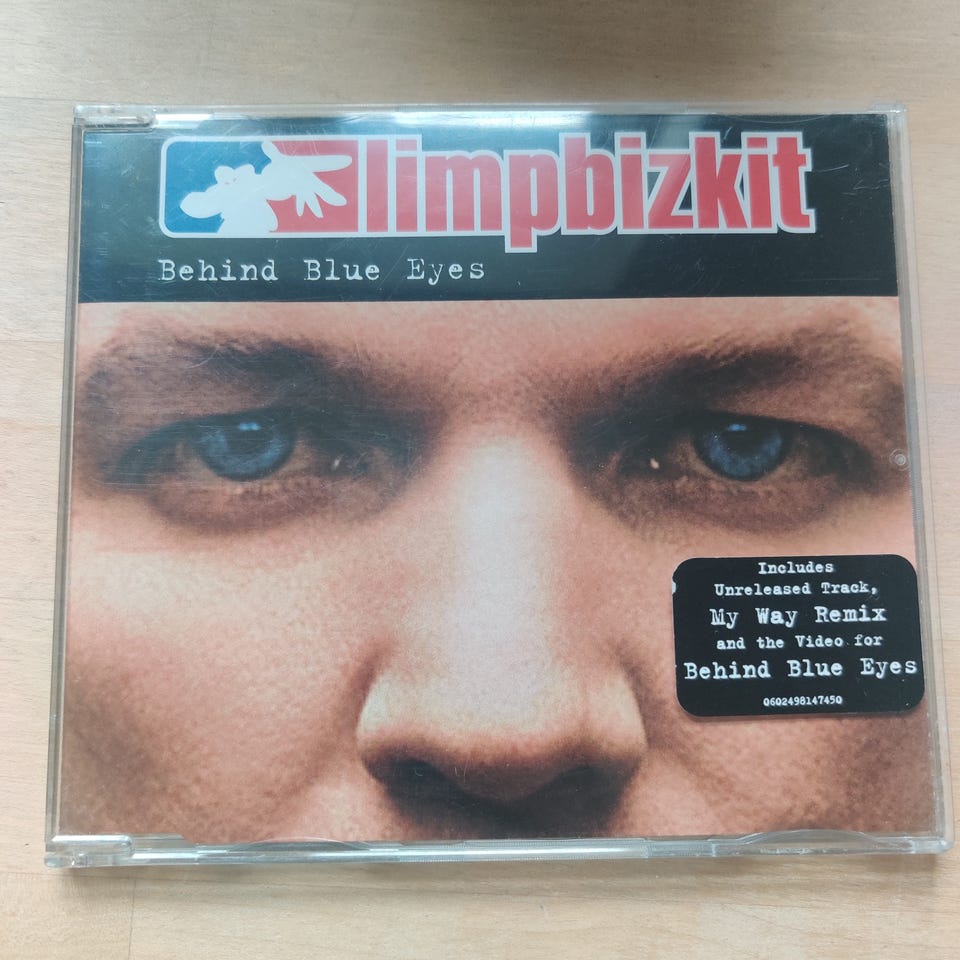 limpbizkit
Behind Blue Eyes
Includes
Unreleased Track,
My Way Remix
and the Video for
Behind Blue Eyes
0602498147450